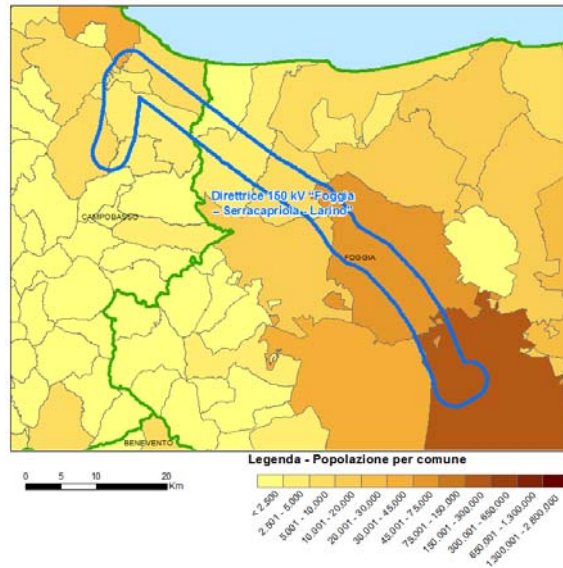 Direttrice 150 kV "Foggia
– Serracapriola - Larino"
CAMPOBASSO
FOGGIA
BENEVENTO
Legenda - Popolazione per comune
0 5 10 20
Km
< 2.500
2.501 - 5.000
5.001 - 10.000
10.001 - 20.000
20.001 - 30.000
30.001 - 45.000
45.001 - 75.000
75.001 - 150.000
150.001 - 300.000
300.001 - 650.000
650.001 - 1.300.000
1.300.001 - 2.800.000